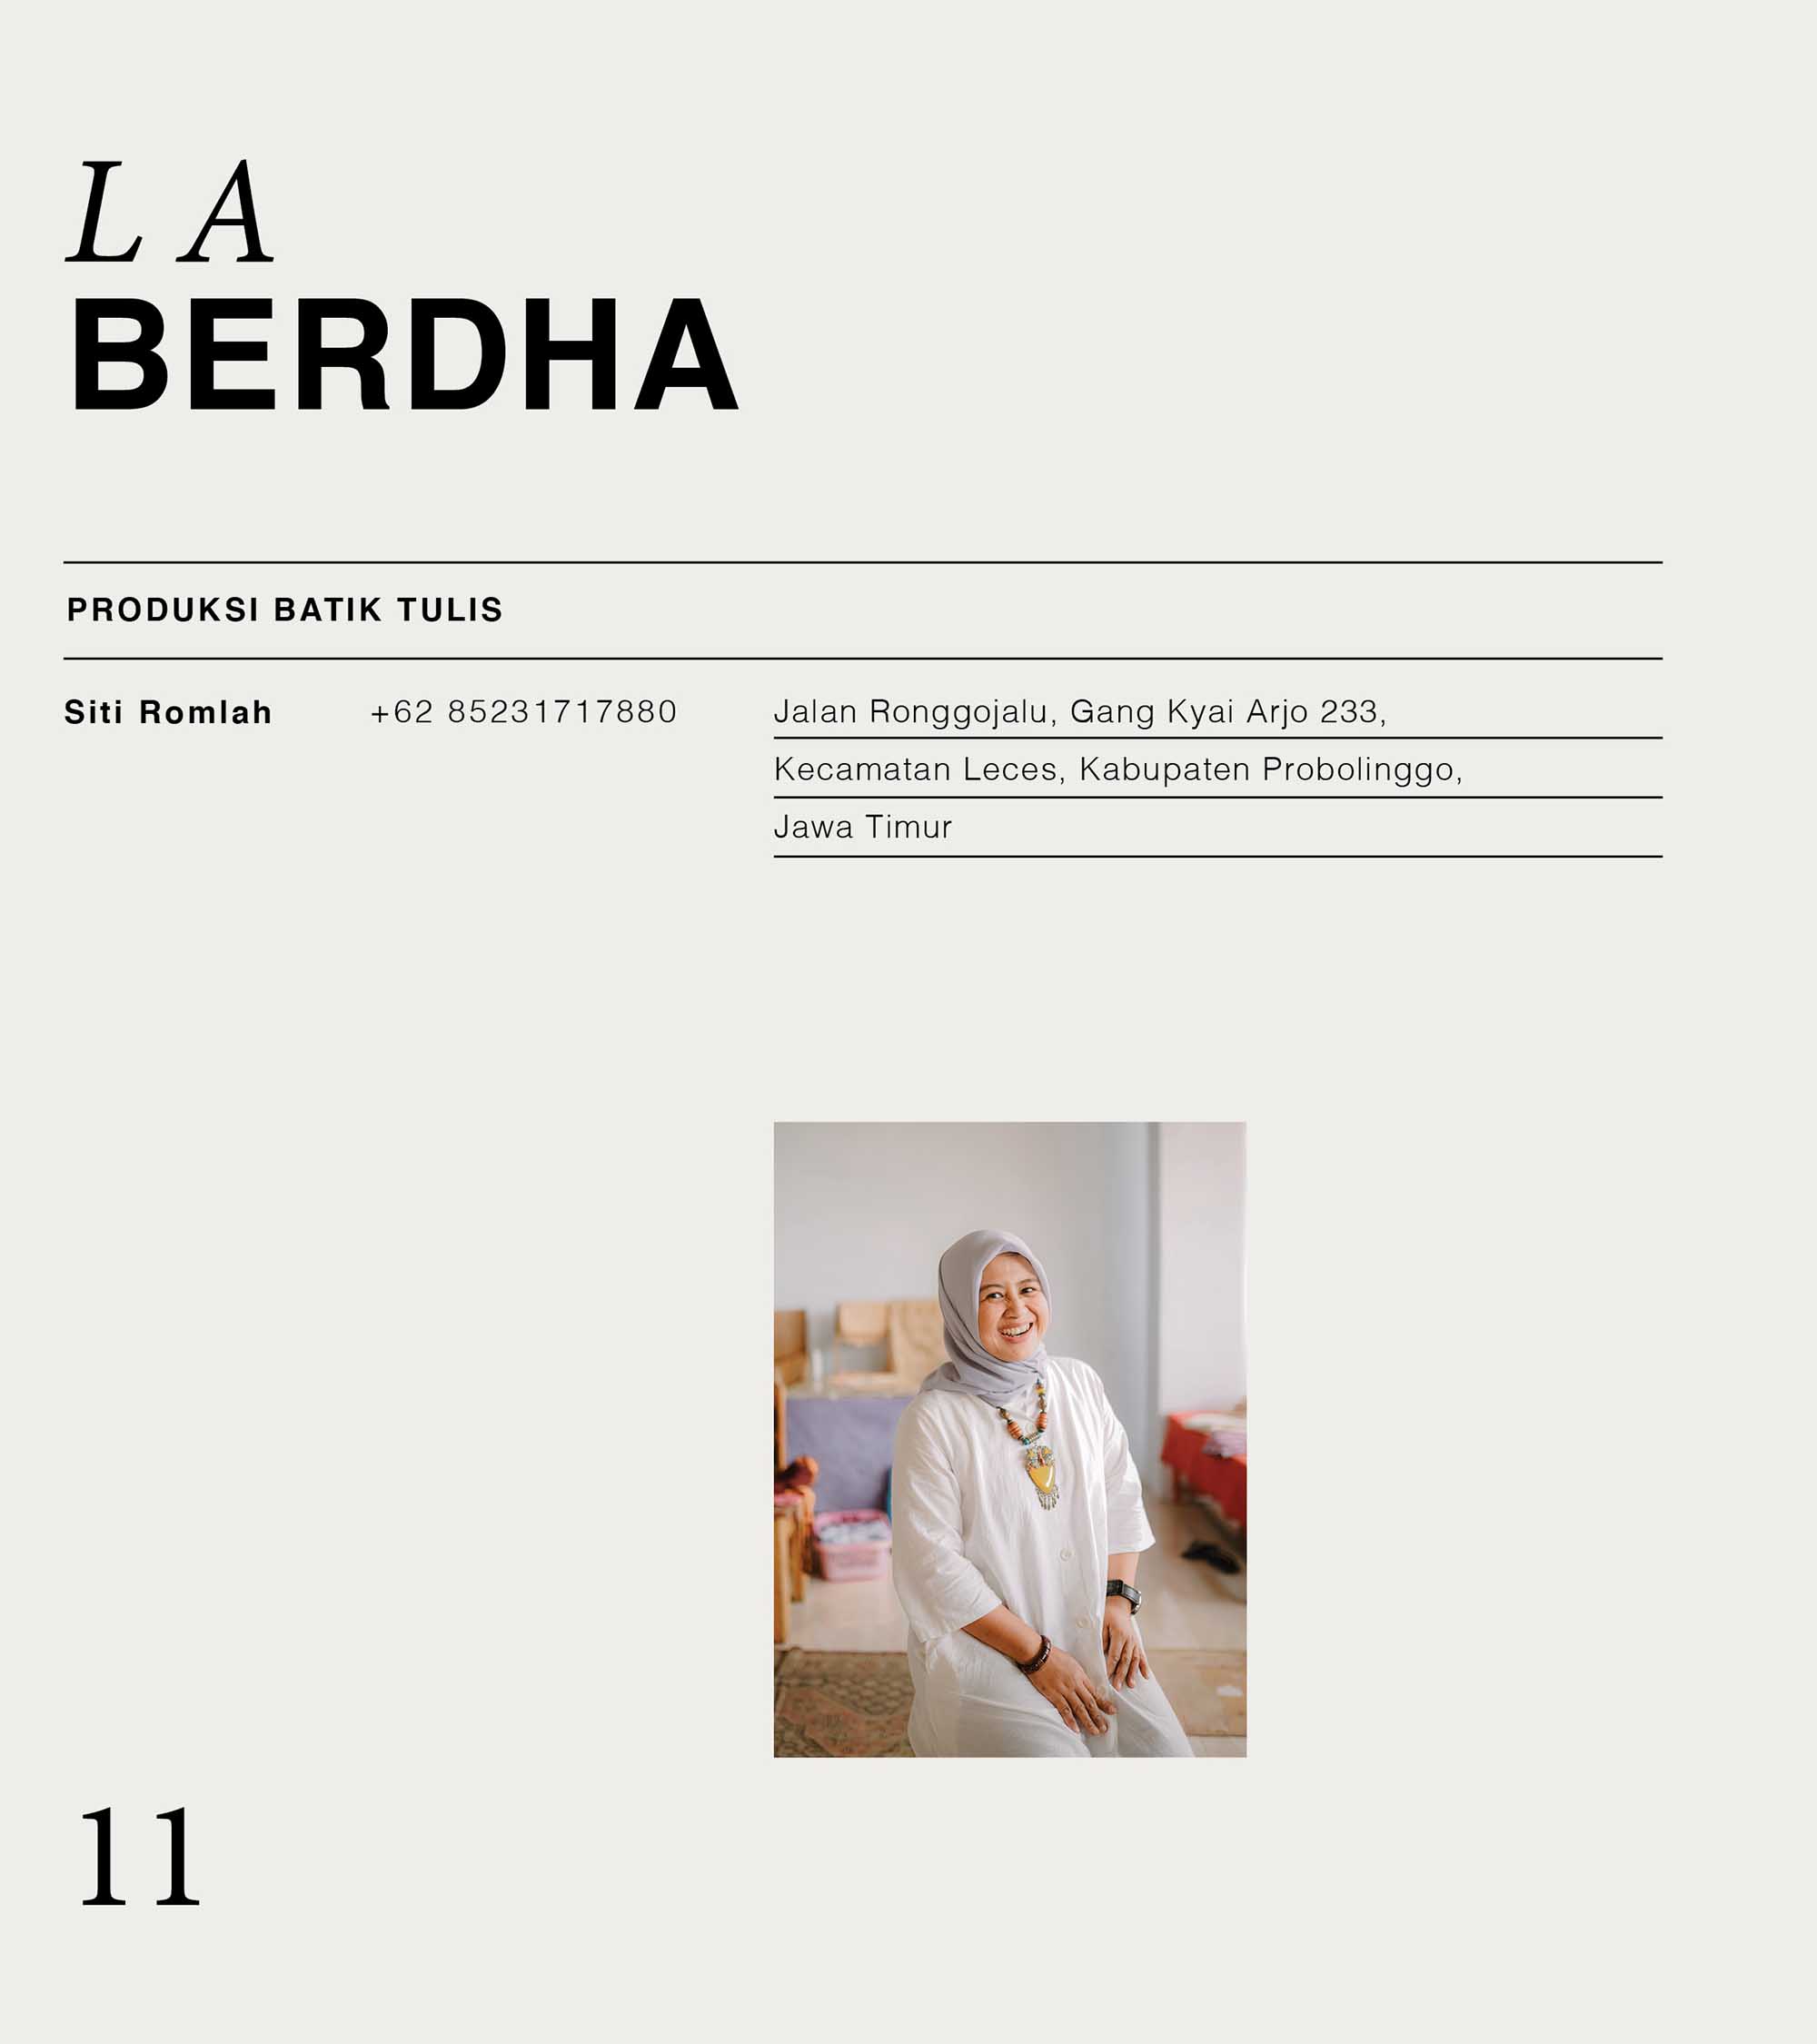 LA
BERDHA
PRODUKSI BATIK TULIS
Siti Romlah
+62 85231717880
Jalan Ronggojalu, Gang Kyai Arjo 233,
Kecamatan Leces, Kabupaten Probolinggo,
Jawa Timur
11